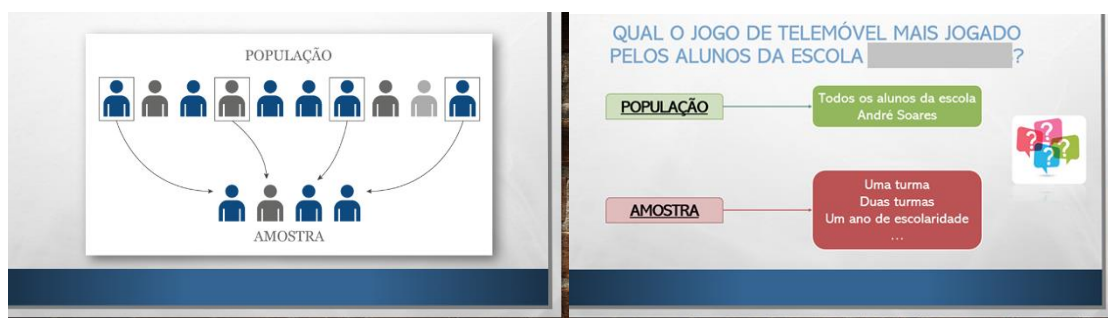 POPULAÇÃO
AMOSTRA
QUAL O JOGO DE TELEMÓVEL MAIS JOGADO
PELOS ALUNOS DA ESCOLA ?
POPULAÇÃO
Todos os alunos da escola
André Soares
AMOSTRA
Uma turma
Duas turmas
Um ano de escolaridade
...
? ? ? ?